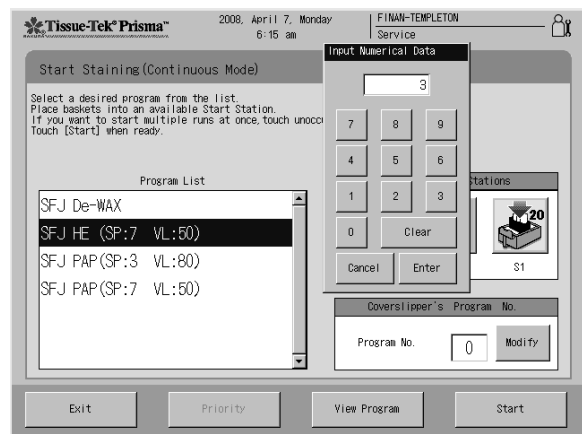 Tissue-Tek® Prisma™
2008, April 7, Monday
6:15 am
FINAN-TEMPLETON
Service
Start Staining(Continuous Mode)
Select a desired program from the list.
Place baskets into an available Start Station.
If you want to start multiple runs at once, touch unoccu
Touch [Start] when ready.
Program List
SFJ De-WAX
SFJ HE (SP:7 VL:50)
SFJ PAP(SP:3 VL:80)
SFJ PAP(SP:7 VL:50)
Input Numerical Data
3
7 8 9
4 5 6
1 2 3
0 Clear
Cancel Enter
Stations
20
S1
Coverslipper's Program No.
Program No. 0 Modify
Exit Priority View Program Start